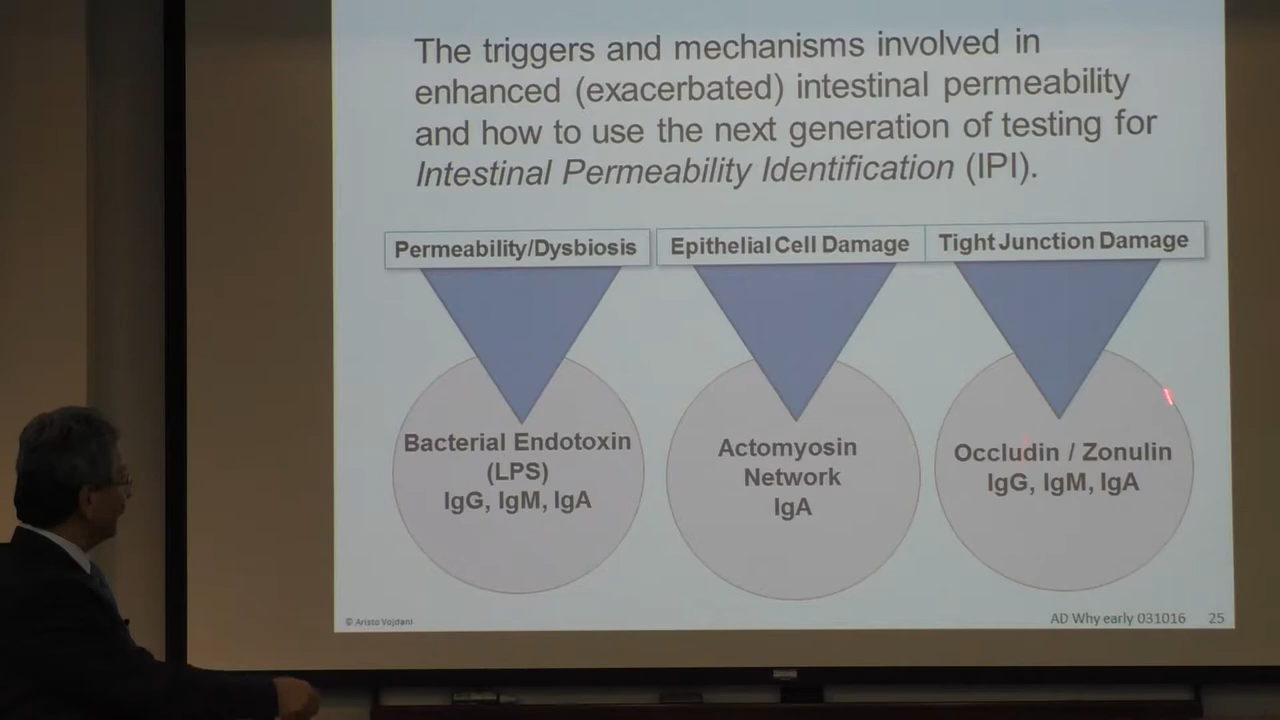 The triggers and mechanisms involved in
enhanced (exacerbated) intestinal permeability
and how to use the next generation of testing for
Intestinal Permeability Identification (IPI).
Permeability/Dysbiosis
Epithelial Cell Damage
Tight Junction Damage
Bacterial Endotoxin
(LPS)
IgG, IgM, IgA
Actomyosin
Network
IgA
Occludin / Zonulin
IgG, IgM, IgA
© Aristo Vojdani
AD Why early 031016 25